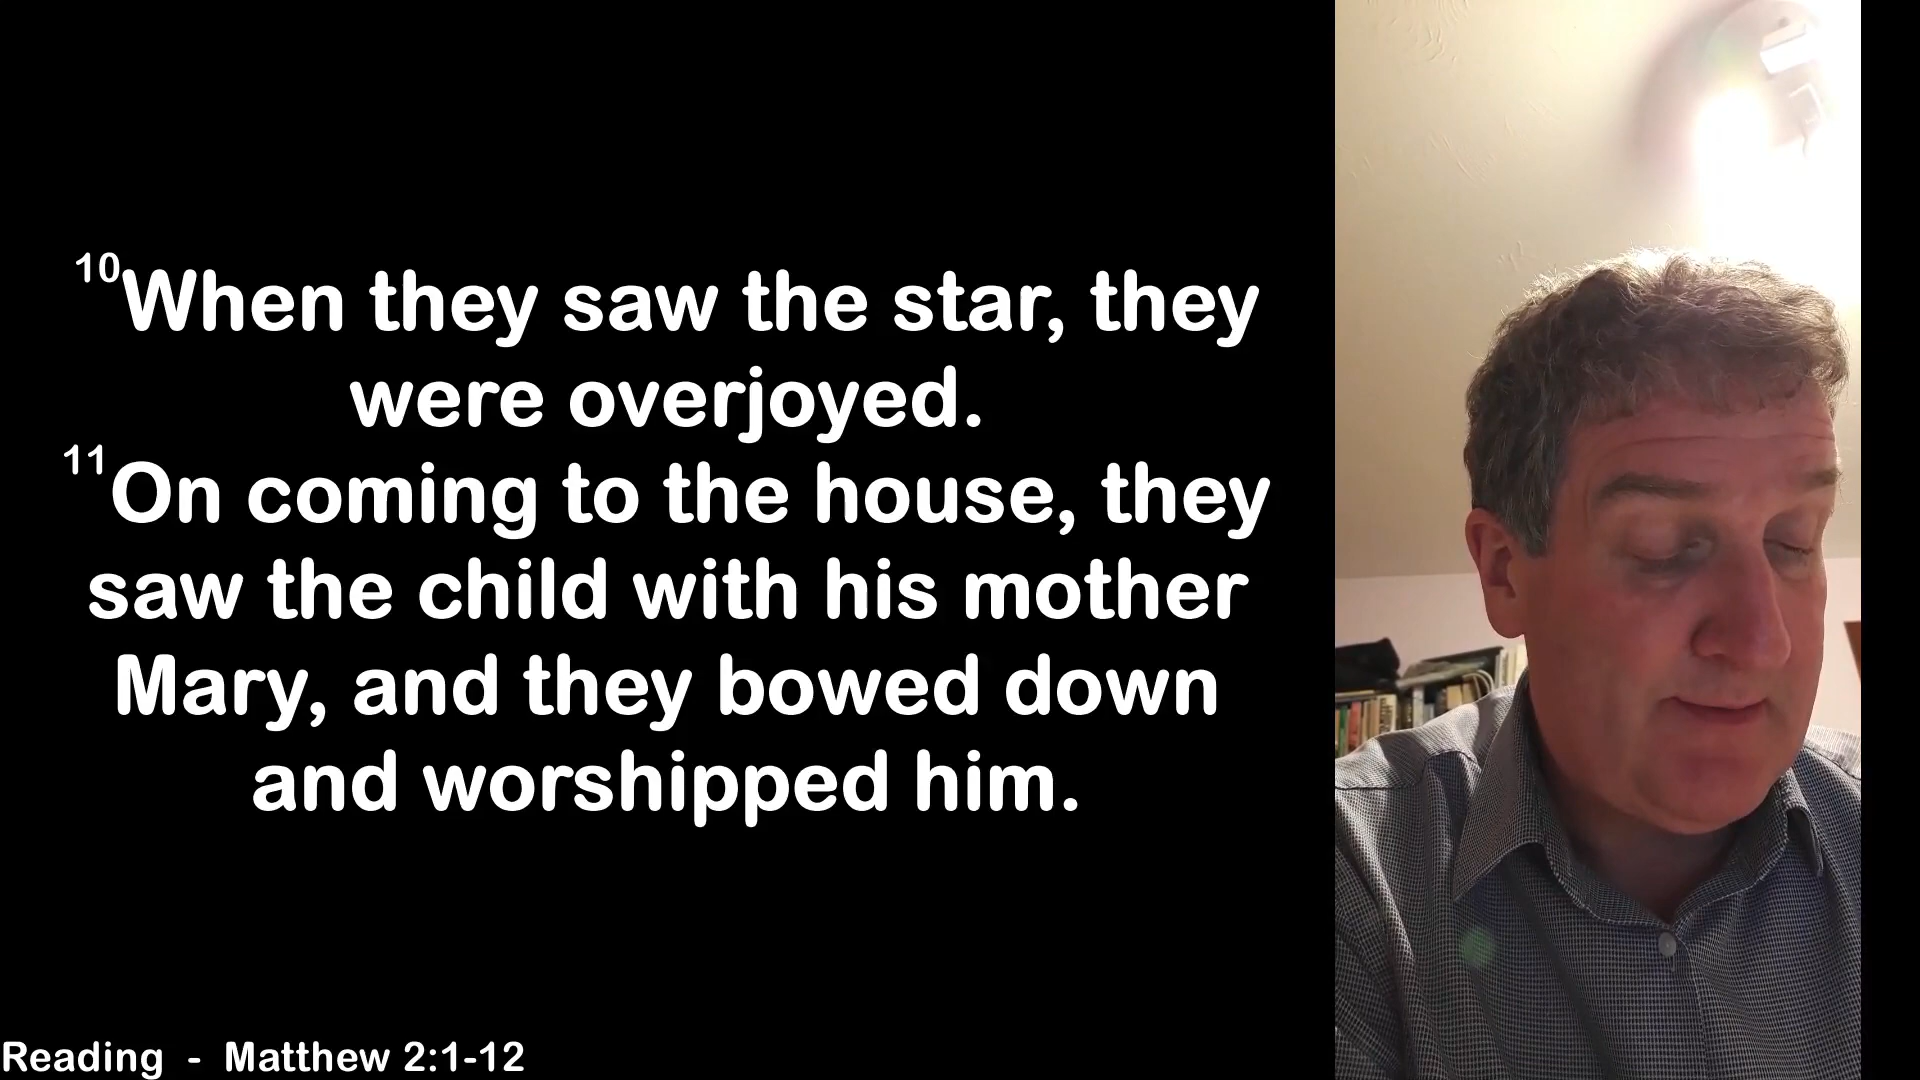 10When they saw the star, they
were overjoyed.
11On coming to the house, they
saw the child with his mother
Mary, and they bowed down
and worshipped him.
Reading - Matthew 2:1-12